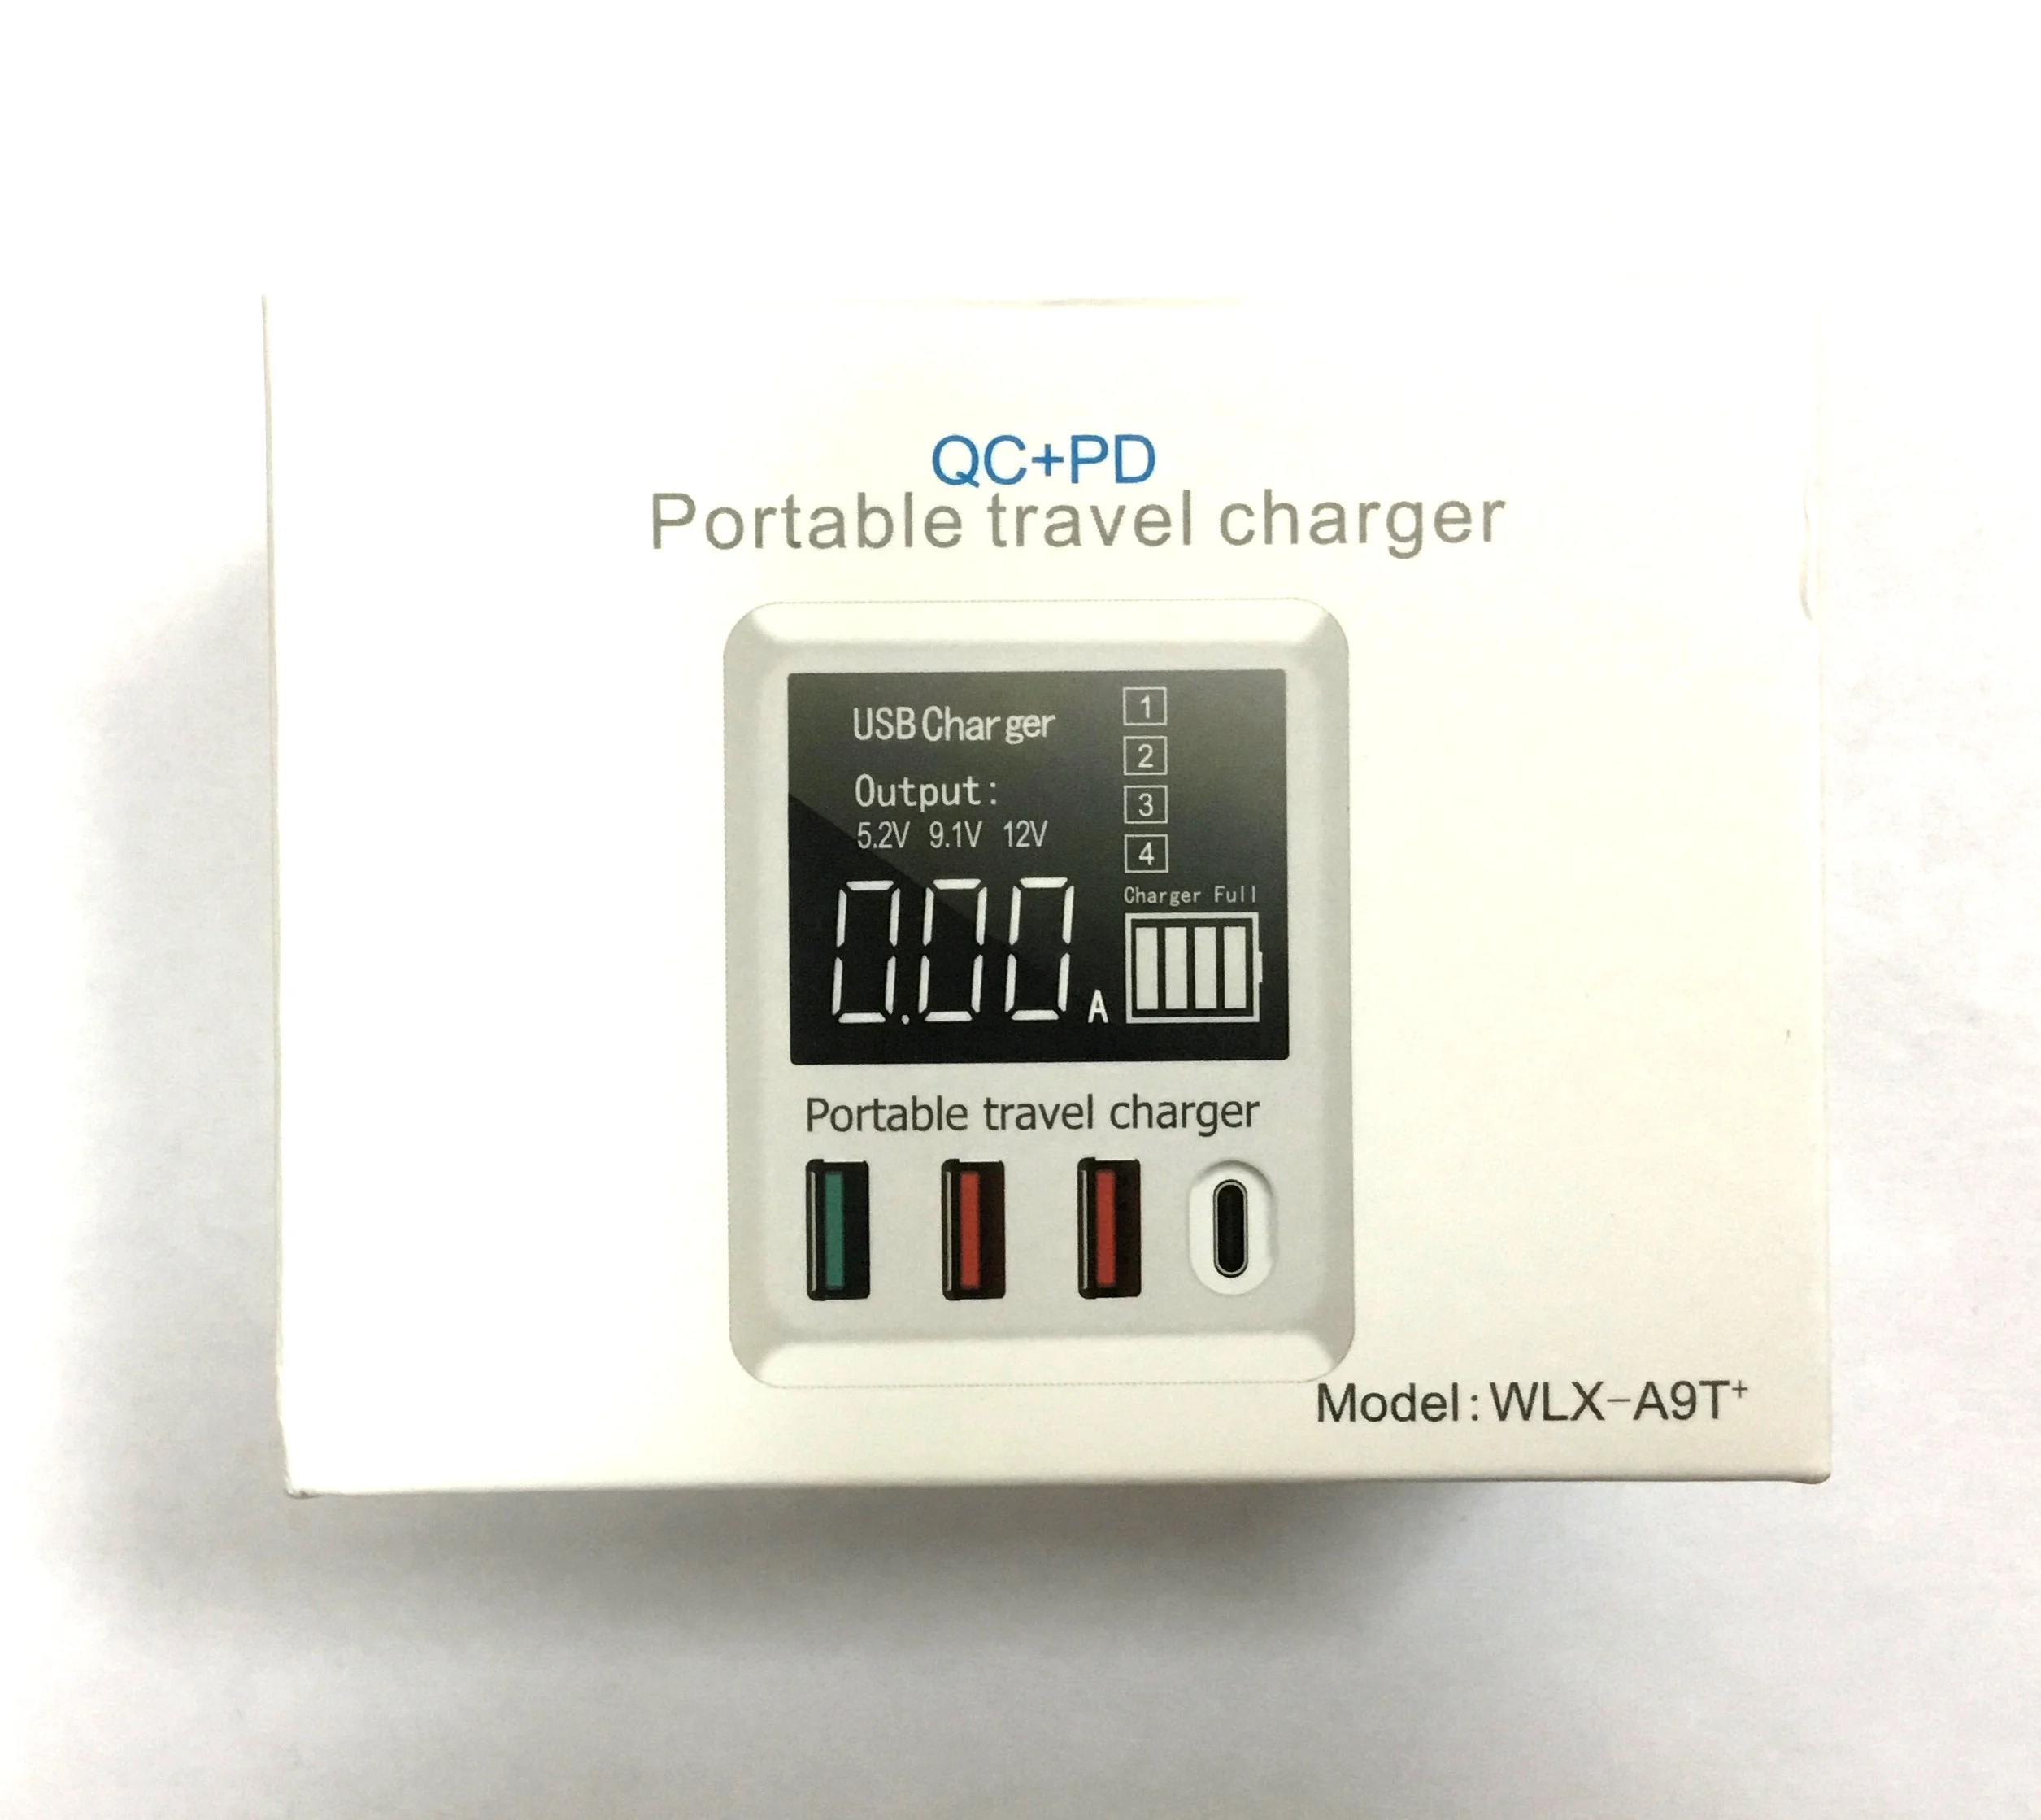 QC+PD
Portable travel charger
USB Charger
Output:
5.2V 9.1V 12V
0.00 A
1
2
3
4
Charger Full
Portable travel charger
Model: WLX-A9T+